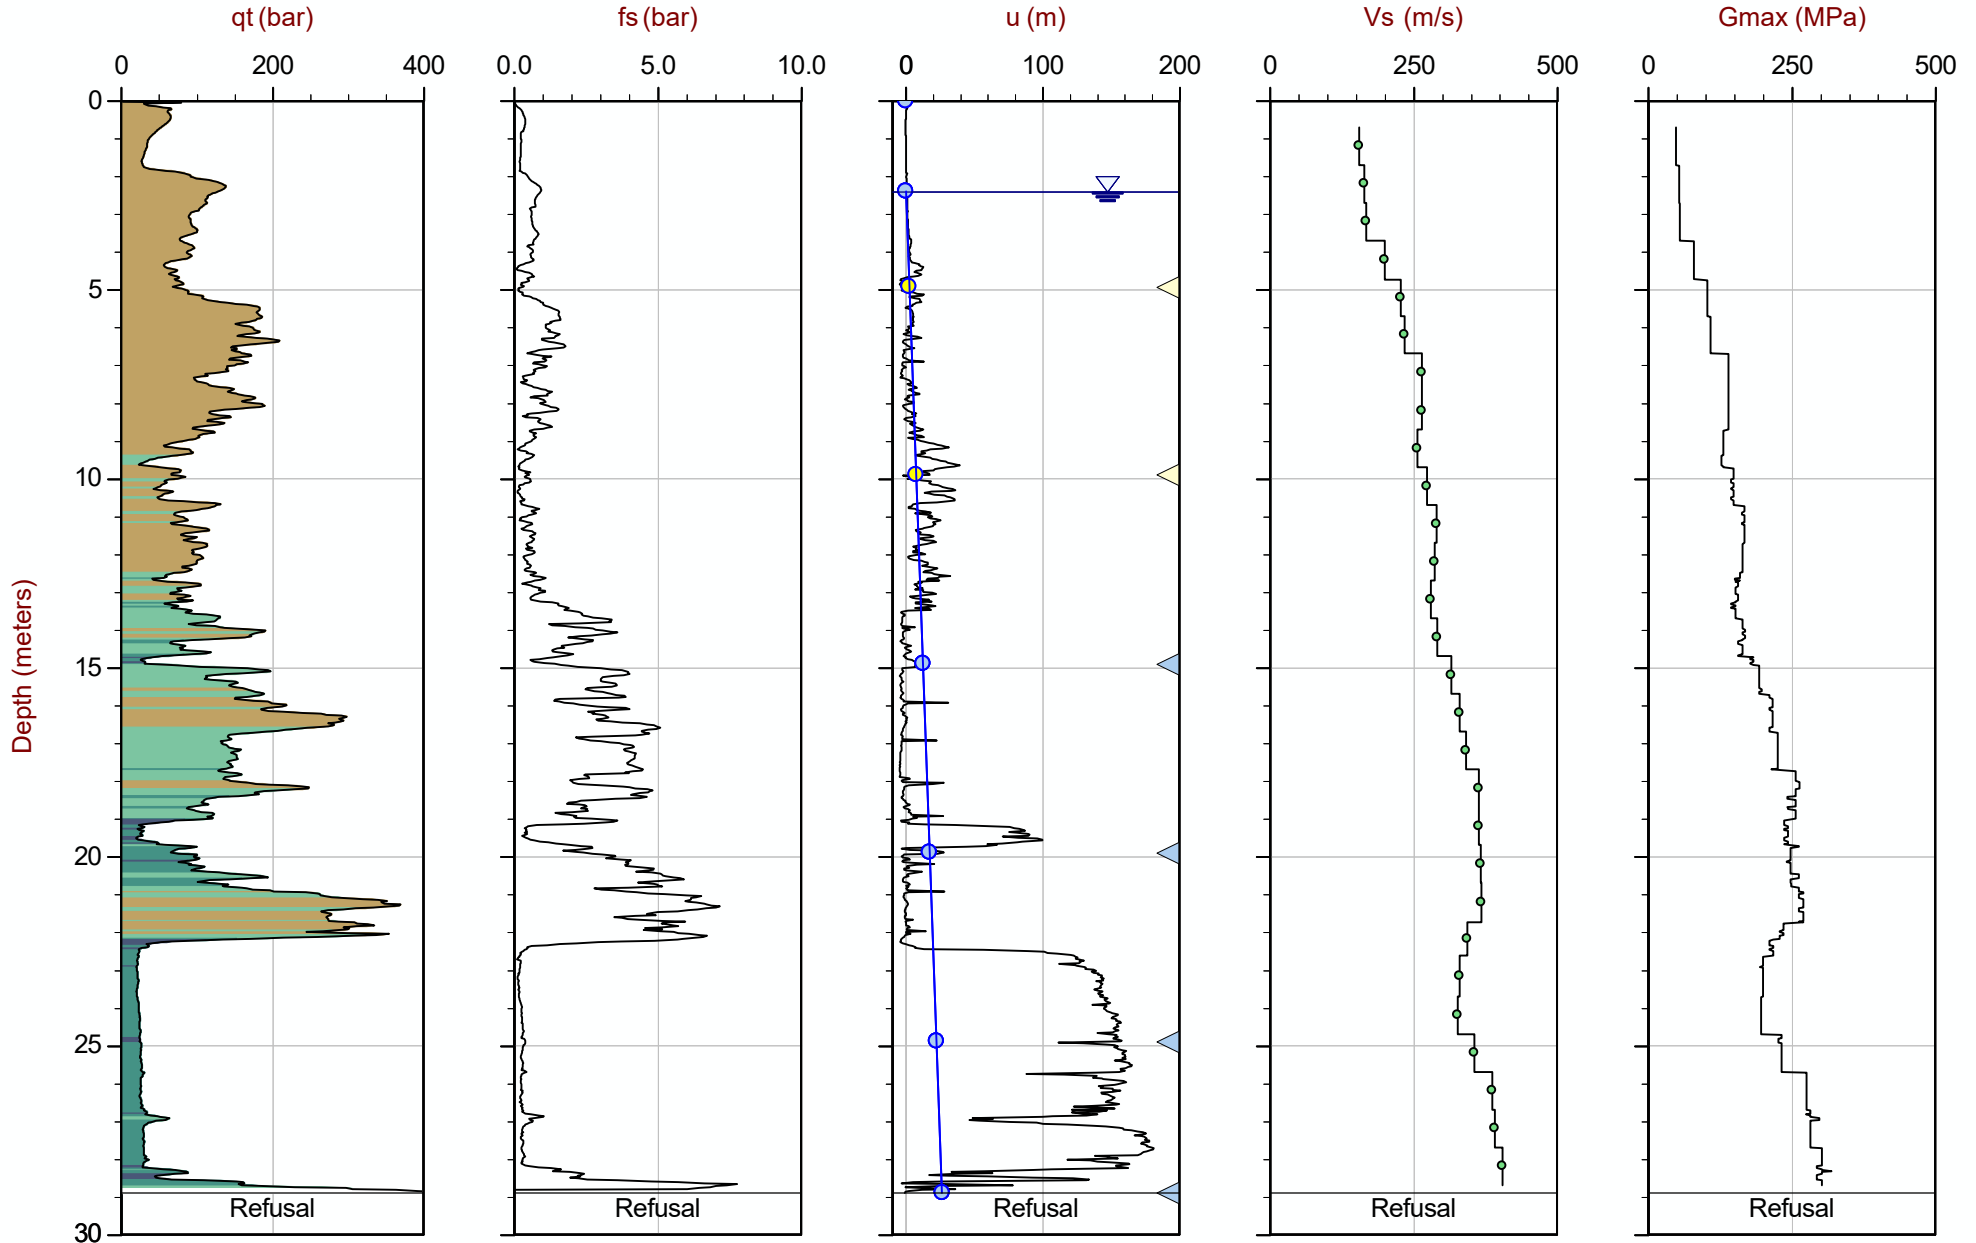 qt (bar) fs (bar) u (m) Vs (m/s) Gmax (MPa)
0 200 400 0.0 5.0 10.0 0 100 200 0 250 500 0 250 500
0
5
10
15
20
25
30
Depth (meters)
Refusal Refusal Refusal Refusal Refusal